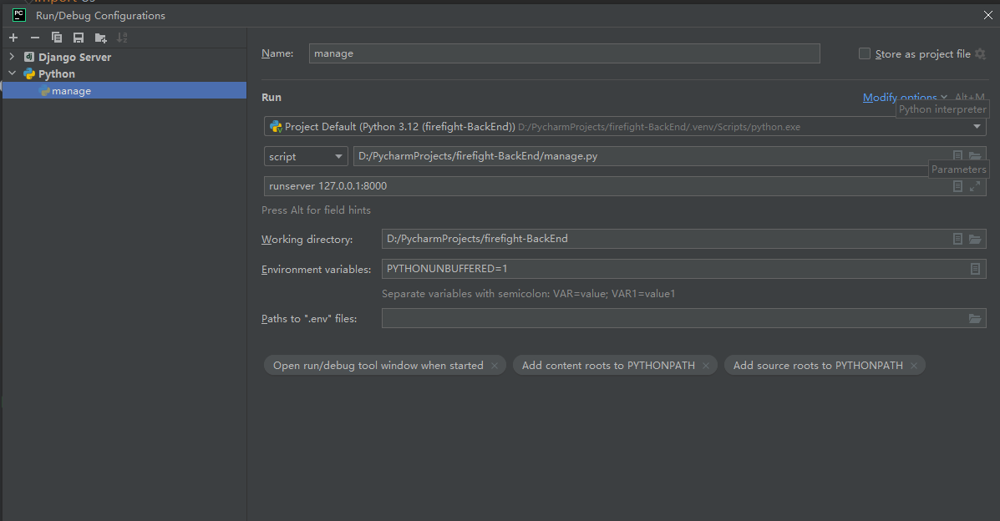 import os
PC
Run/Debug Configurations
dj Django Server
Python
manage
Name: manage
Store as project file
Run
Modify options Alt+M
Python interpreter
Project Default (Python 3.12 (firefight-BackEnd)) D:/PycharmProjects/firefight-BackEnd/.venv/Scripts/python.exe
script D:/PycharmProjects/firefight-BackEnd/manage.py
Parameters
runserver 127.0.0.1:8000
Press Alt for field hints
Working directory: D:/PycharmProjects/firefight-BackEnd
Environment variables: PYTHONUNBUFFERED=1
Separate variables with semicolon: VAR=value; VAR1=value1
Paths to ".env" files:
Open run/debug tool window when started
Add content roots to PYTHONPATH
Add source roots to PYTHONPATH